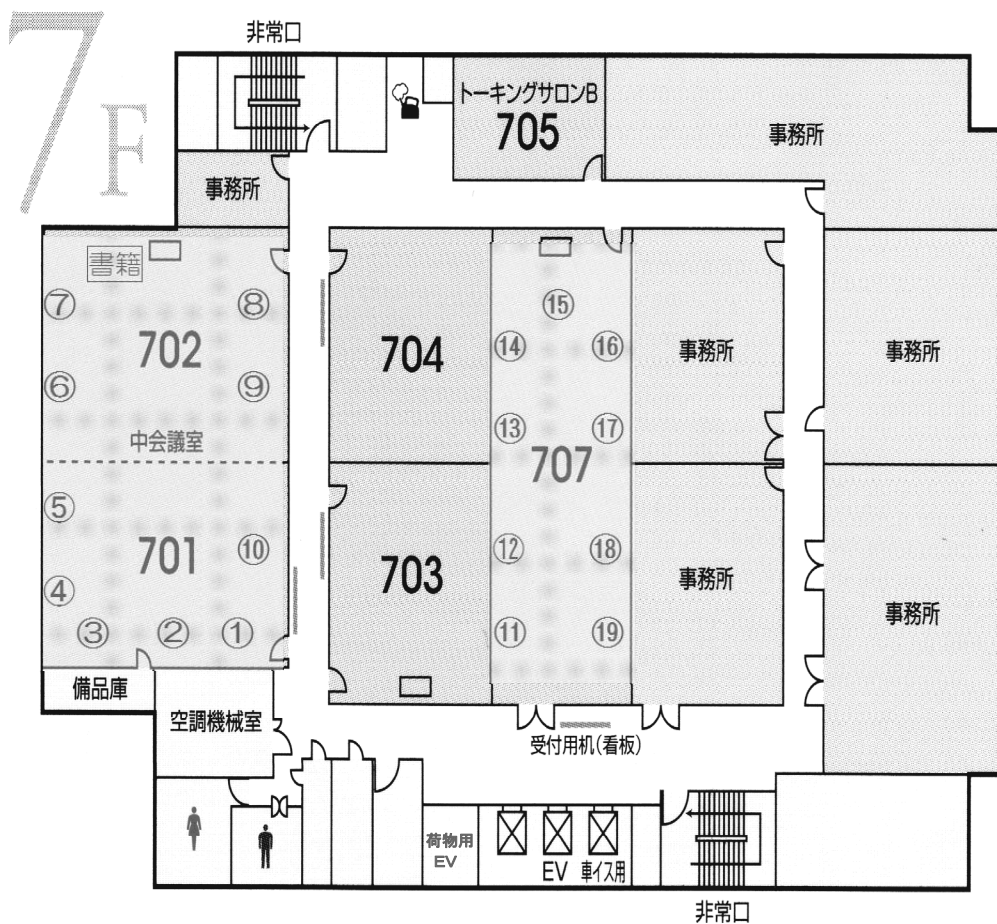 7F
非常口
トーキングサロンB
705
事務所
事務所
書籍
⑦
⑧
702
⑥
⑨
中会議室
⑤
701
⑩
④
③
②
①
704
703
⑮
⑭
⑯
⑬
⑰
707
⑫
⑱
⑪
⑲
事務所
事務所
事務所
事務所
備品庫
空調機械室
受付用机(看板)
荷物用
EV
EV
車イス用
非常口